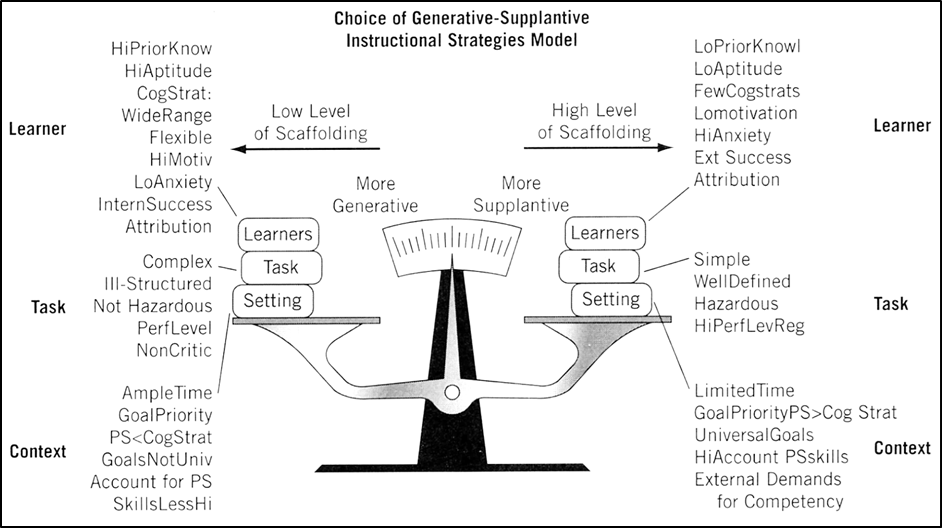 Choice of Generative-Supplantive
Instructional Strategies Model
Learner
HiPriorKnow
HiAptitude
CogStrat:
WideRange
Flexible
HiMotiv
LoAnxiety
InternSuccess
Attribution
Low Level
of Scaffolding
High Level
of Scaffolding
LoPriorKnowl
LoAptitude
FewCogstrats
Lomotivation
HiAnxiety
Ext Success
Attribution
Learner
More
Generative
More
Supplantive
Learners
Task
Setting
Learners
Task
Setting
Task
Complex
Ill-Structured
Not Hazardous
PerfLevel
NonCritic
Simple
WellDefined
Hazardous
HiPerfLevReg
Task
Context
AmpleTime
GoalPriority
PS<CogStrat
GoalsNotUniv
Account for PS
SkillsLessHi
LimitedTime
GoalPriorityPS>Cog Strat
UniversalGoals
HiAccount PSskills
External Demands
for Competency
Context